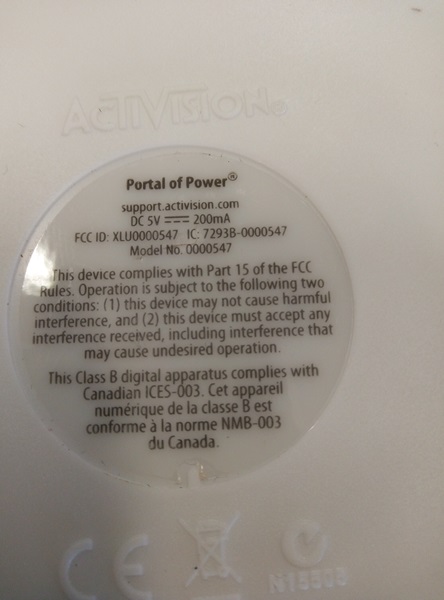 ACTIVISION
Portal of Power®
support.activision.com
DC 5V ⎓ 200mA
FCC ID: XLU0000547 IC: 7293B-0000547
Model No. 0000547
This device complies with Part 15 of the FCC
Rules. Operation is subject to the following two
conditions: (1) this device may not cause harmful
interference, and (2) this device must accept any
interference received, including interference that
may cause undesired operation.
This Class B digital apparatus complies with
Canadian ICES-003. Cet appareil
numérique de la classe B est
conforme à la norme NMB-003
du Canada.
CE
N15508